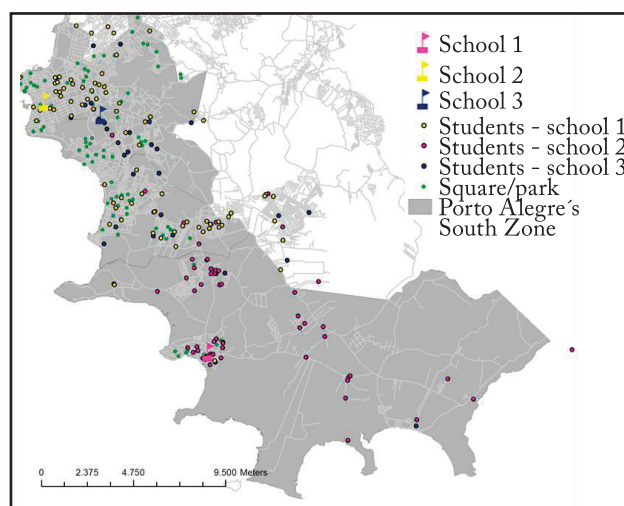 School 1
School 2
School 3
Students - school 1
Students - school 2
Students - school 3
Square/park
Porto Alegre´s
South Zone
0 2.375 4.750 9.500 Meters